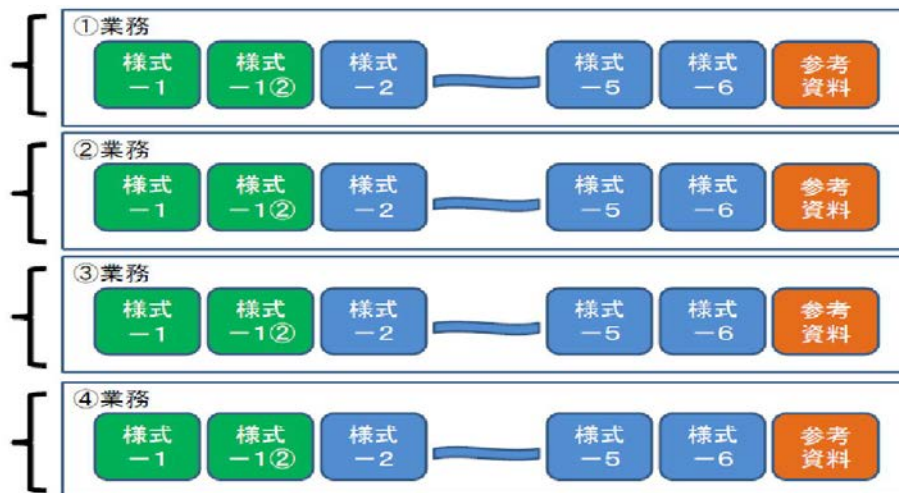 ①業務
様式
－1
様式
－1②
様式
－2
様式
－5
様式
－6
参考
資料
②業務
様式
－1
様式
－1②
様式
－2
様式
－5
様式
－6
参考
資料
③業務
様式
－1
様式
－1②
様式
－2
様式
－5
様式
－6
参考
資料
④業務
様式
－1
様式
－1②
様式
－2
様式
－5
様式
－6
参考
資料